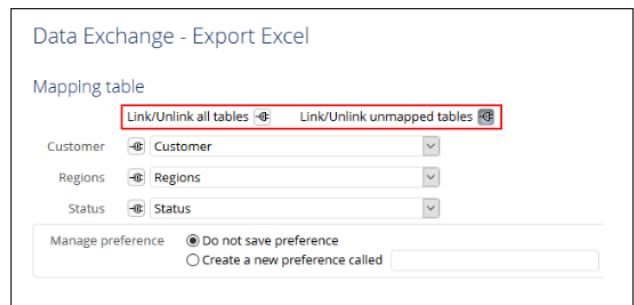 Data Exchange - Export Excel
Mapping table
Link/Unlink all tables Link/Unlink unmapped tables
Customer Customer
Regions Regions
Status Status
Manage preference Do not save preference
Create a new preference called